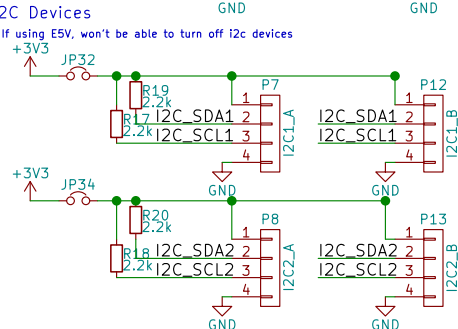 GND GND
2C Devices
If using E5V, won't be able to turn off i2c devices
+3V3
JP32
R19
2.2k
R17
2.2k
P7
1
I2C_SDA1 2
I2C_SCL1 3
4
I2C1_A
GND
P12
1
I2C_SDA1 2
I2C_SCL1 3
4
I2C1_B
GND
+3V3
JP34
R20
2.2k
R18
2.2k
P8
1
I2C_SDA2 2
I2C_SCL2 3
4
I2C2_A
GND
P13
1
I2C_SDA2 2
I2C_SCL2 3
4
I2C2_B
GND